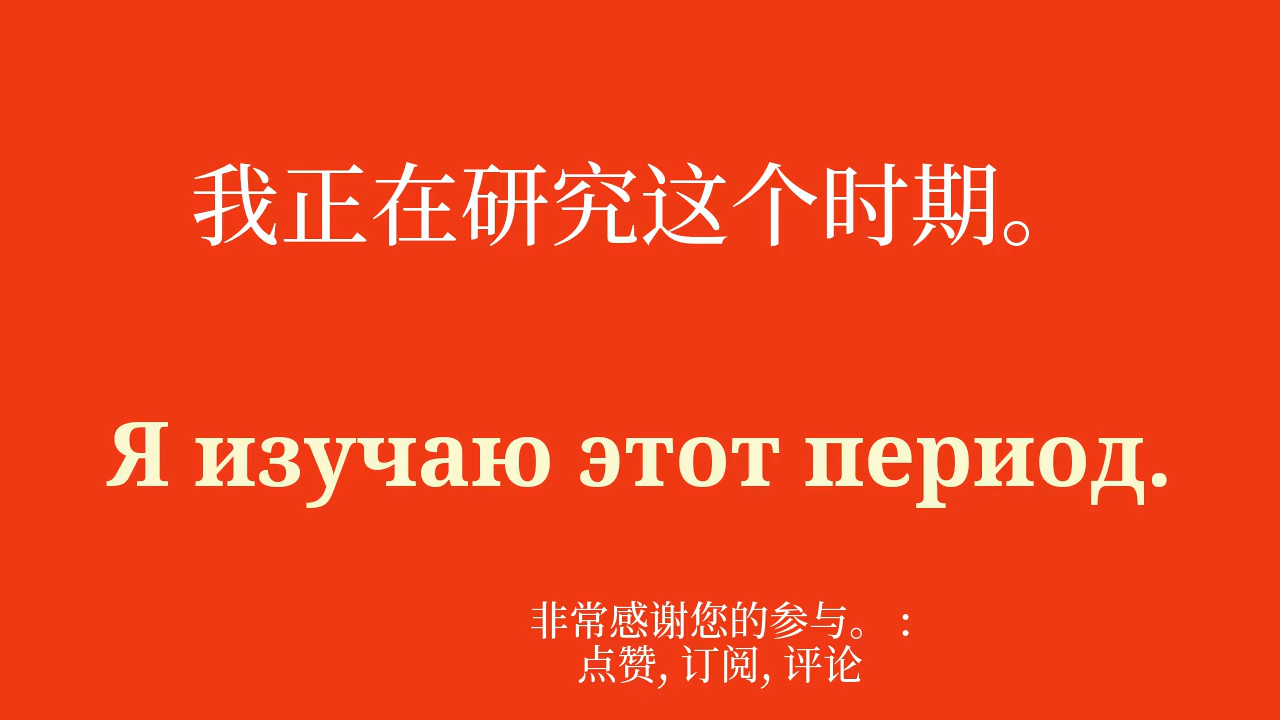 我正在研究这个时期。
Я изучаю этот период.
非常感谢您的参与。 :
点赞, 订阅, 评论